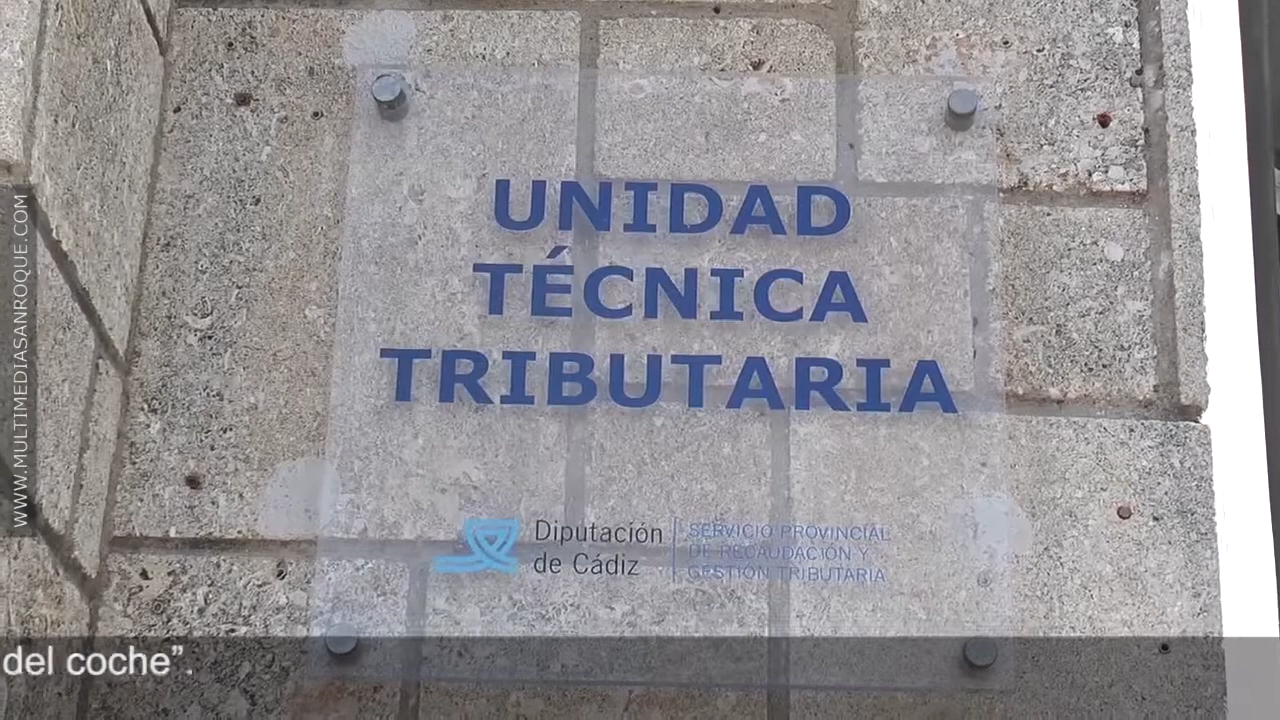 UNIDAD
TÉCNICA
TRIBUTARIA
Diputación
de Cádiz
SERVICIO PROVINCIAL
DE RECAUDACIÓN Y
GESTIÓN TRIBUTARIA
WWW.MULTIMEDIASANROQUE.COM
del coche”.